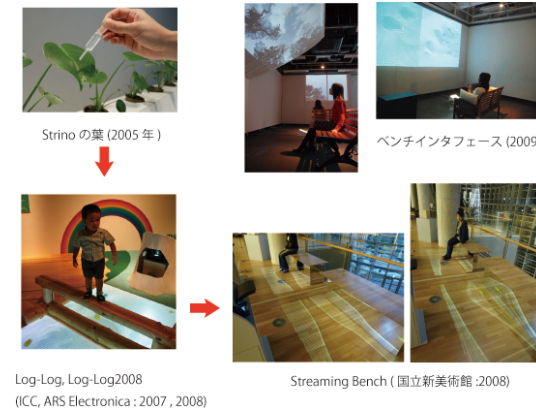 Strino の葉 (2005 年 )
ベンチインタフェース (2009
Log-Log, Log-Log2008
(ICC, ARS Electronica : 2007 , 2008)
Streaming Bench ( 国立新美術館 :2008)